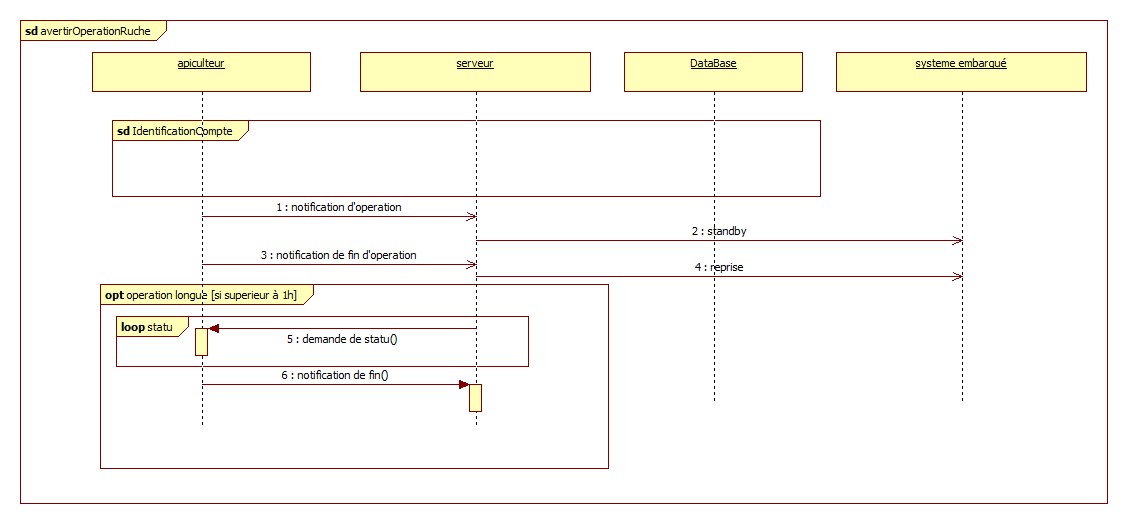 sd avertirOperationRuche
apiculteur
serveur
DataBase
systeme embarqué
sd IdentificationCompte
1 : notification d'operation
2 : standby
3 : notification de fin d'operation
4 : reprise
opt operation longue [si superieur à 1h]
loop statu
5 : demande de statu()
6 : notification de fin()